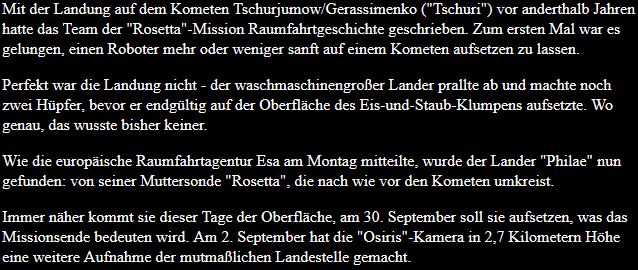 Mit der Landung auf dem Kometen Tschurjumow/Gerassimenko ("Tschuri") vor anderthalb Jahren
hatte das Team der "Rosetta"-Mission Raumfahrtgeschichte geschrieben. Zum ersten Mal war es
gelungen, einen Roboter mehr oder weniger sanft auf einem Kometen aufsetzen zu lassen.
Perfekt war die Landung nicht - der waschmaschinengroßer Lander prallte ab und machte noch
zwei Hüpfer, bevor er endgültig auf der Oberfläche des Eis-und-Staub-Klumpens aufsetzte. Wo
genau, das wusste bisher keiner.
Wie die europäische Raumfahrtagentur Esa am Montag mitteilte, wurde der Lander "Philae" nun
gefunden: von seiner Muttersonde "Rosetta", die nach wie vor den Kometen umkreist.
Immer näher kommt sie dieser Tage der Oberfläche, am 30. September soll sie aufsetzen, was das
Missionsende bedeuten wird. Am 2. September hat die "Osiris"-Kamera in 2,7 Kilometern Höhe
eine weitere Aufnahme der mutmaßlichen Landestelle gemacht.